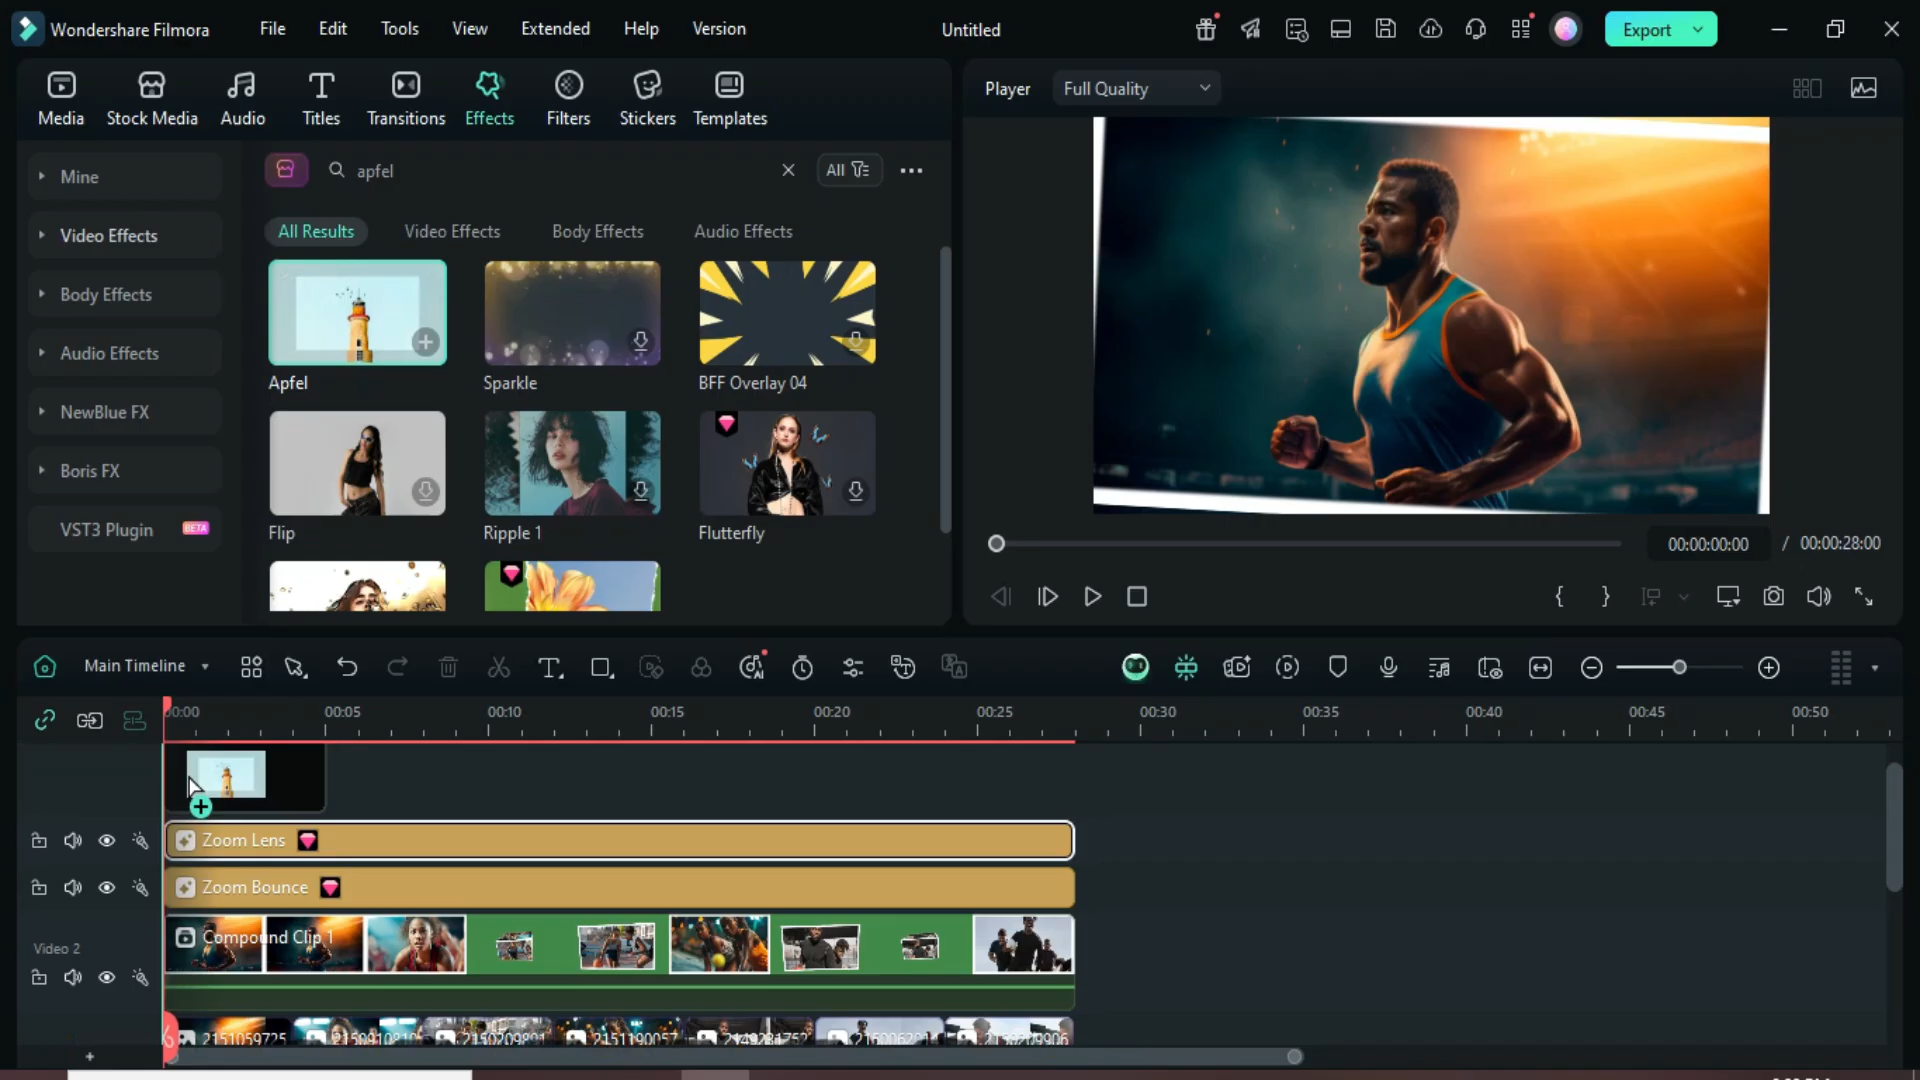 Wondershare Filmora
File
Edit
Tools
View
Extended
Help
Version
Untitled
Export
Media
Stock Media
Audio
Titles
Transitions
Effects
Filters
Stickers
Templates
Player
Full Quality
Mine
Video Effects
Body Effects
Audio Effects
NewBlue FX
Boris FX
VST3 Plugin
BETA
apfel
All
All Results
Video Effects
Body Effects
Audio Effects
Apfel
Sparkle
BFF Overlay 04
Flip
Ripple 1
Flutterfly
00:00:00:00 / 00:00:28:00
Main Timeline
00:00
00:05
00:10
00:15
00:20
00:25
00:30
00:35
00:40
00:45
00:50
Zoom Lens
Zoom Bounce
Video 2
Compound Clip 1
2151059725
2151190057